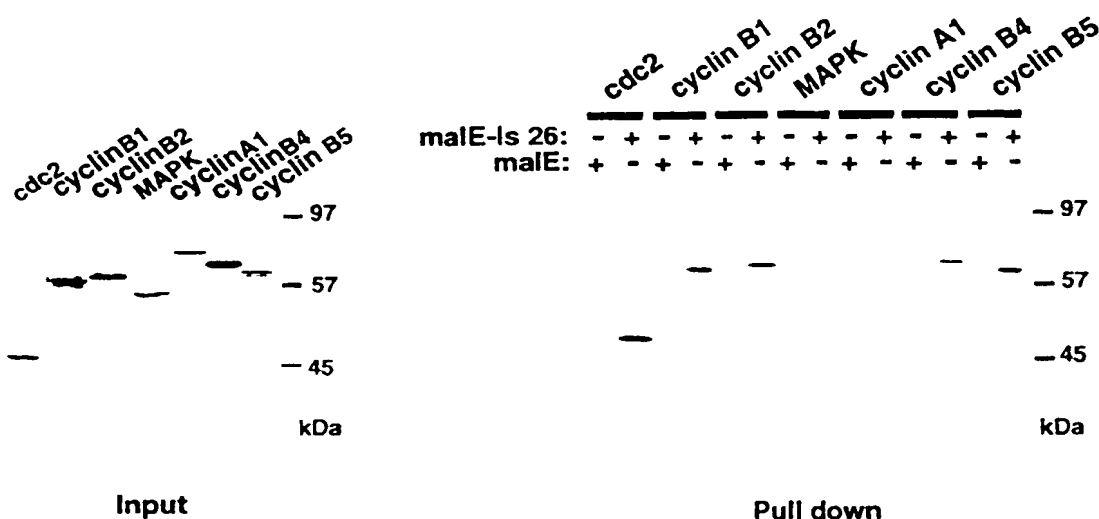 cdc2
cyclinB1
cyclinB2
MAPK
cyclinA1
cyclinB4
cyclin B5
97
57
45
kDa
Input
cdc2
cyclin B1
cyclin B2
MAPK
cyclin A1
cyclin B4
cyclin B5
malE-ls 26: - + - + - + - + - + - + - +
malE: + - + - + - + - + - + - + -
97
57
45
kDa
Pull down